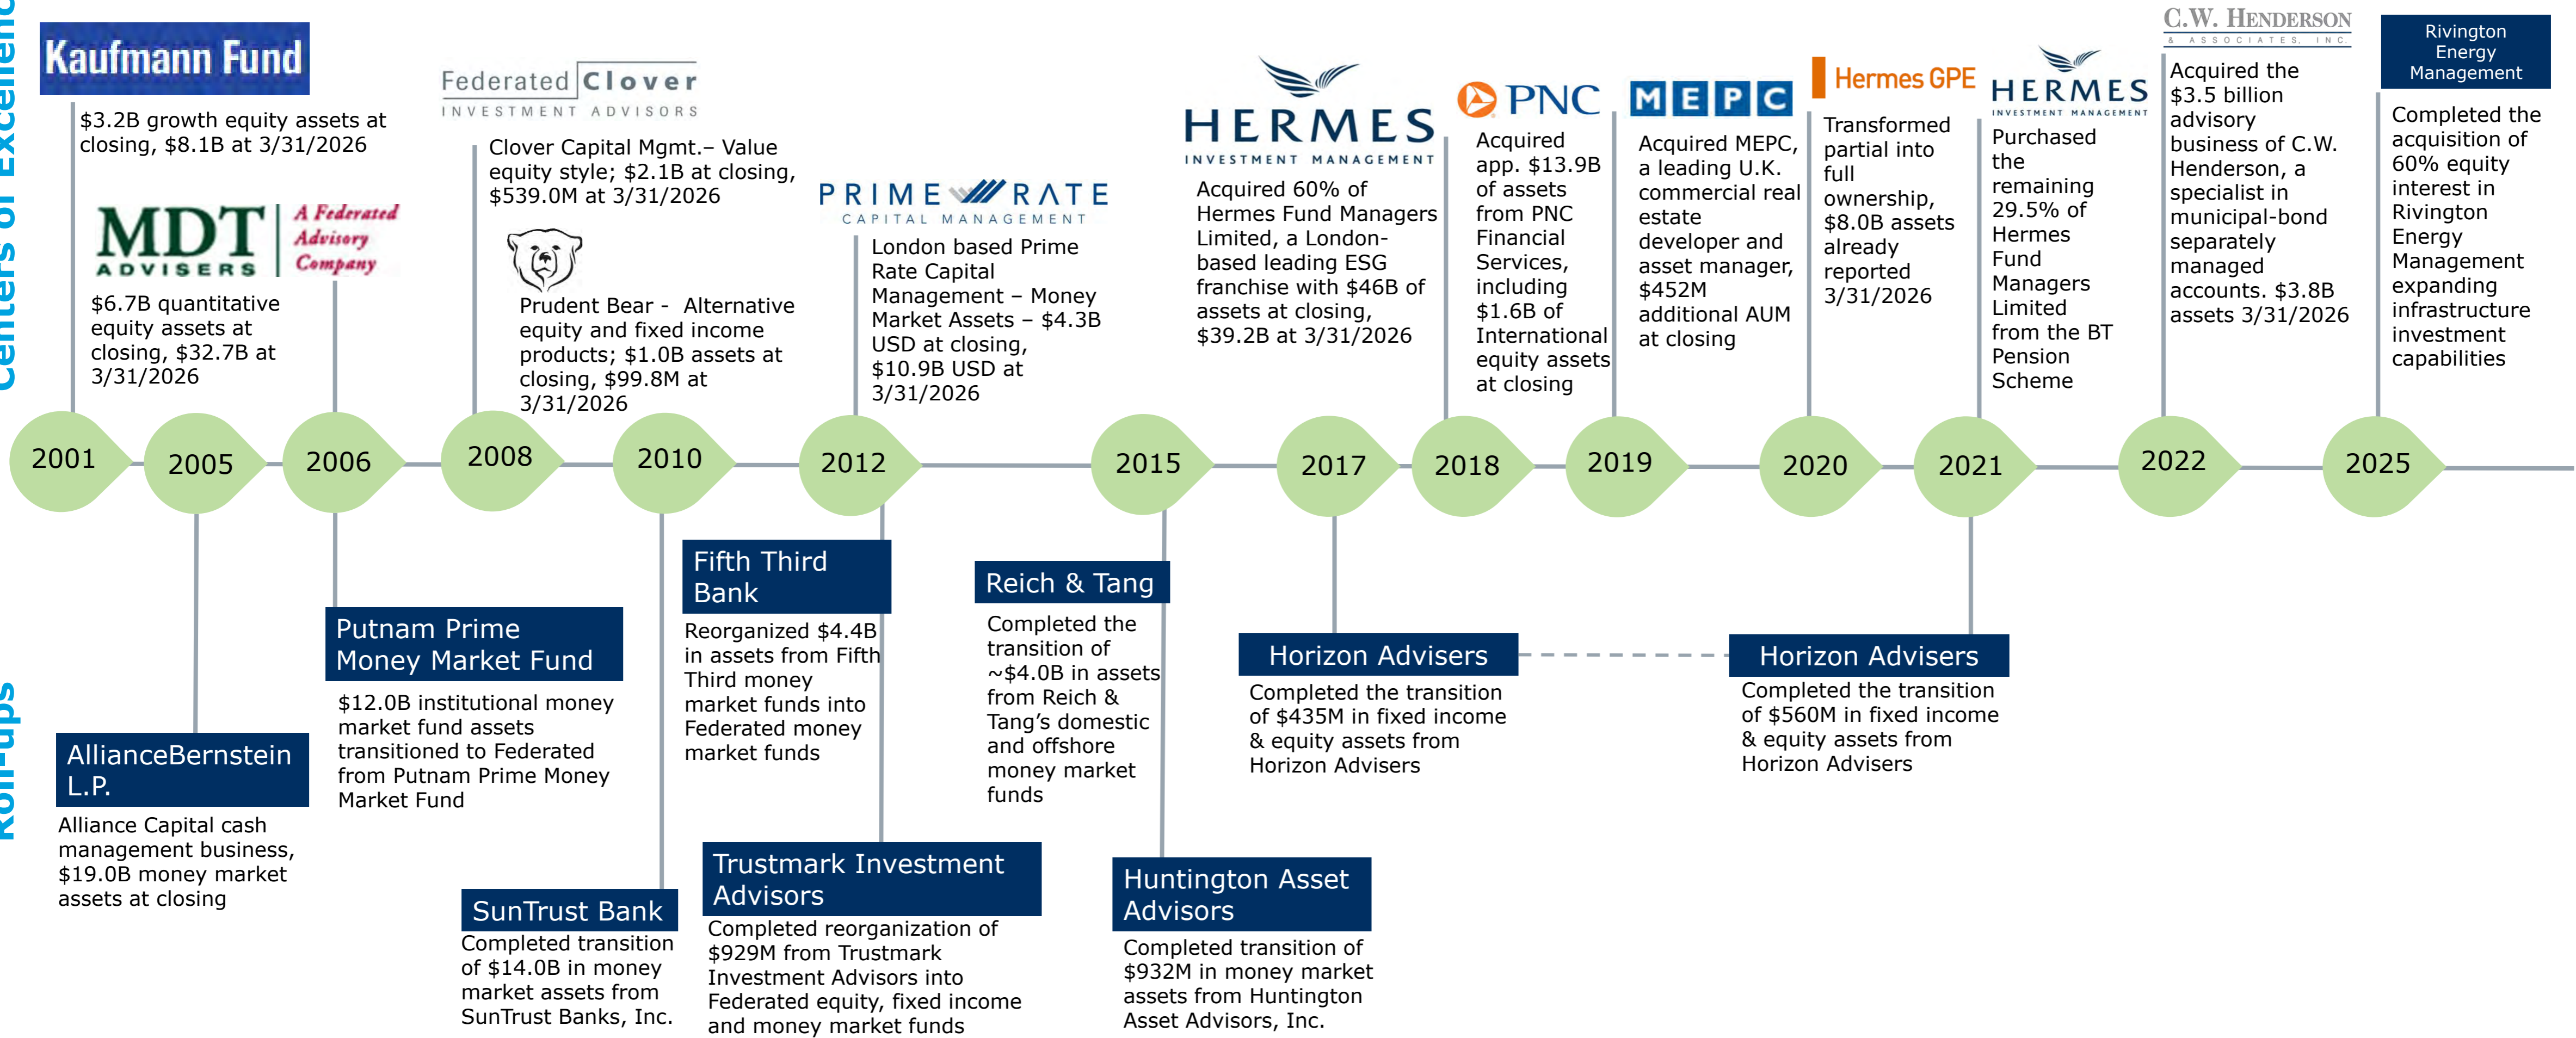 Centers of Excellenc
Kaufmann Fund
$3.2B growth equity assets at
closing, $8.1B at 3/31/2026
MDT
ADVISERS
A Federated
Advisory
Company
$6.7B quantitative
equity assets at
closing, $32.7B at
3/31/2026
Federated Clover
INVESTMENT ADVISORS
Clover Capital Mgmt.– Value
equity style; $2.1B at closing,
$539.0M at 3/31/2026
Prudent Bear - Alternative
equity and fixed income
products; $1.0B assets at
closing, $99.8M at
3/31/2026
PRIME RATE
CAPITAL MANAGEMENT
London based Prime
Rate Capital
Management – Money
Market Assets – $4.3B
USD at closing,
$10.9B USD at
3/31/2026
HERMES
INVESTMENT MANAGEMENT
Acquired 60% of
Hermes Fund Managers
Limited, a London-
based leading ESG
franchise with $46B of
assets at closing,
$39.2B at 3/31/2026
PNC
Acquired
app. $13.9B
of assets
from PNC
Financial
Services,
including
$1.6B of
International
equity assets
at closing
MEPC
Acquired MEPC,
a leading U.K.
commercial real
estate
developer and
asset manager,
$452M
additional AUM
at closing
Hermes GPE
Transformed
partial into
full
ownership,
$8.0B assets
already
reported
3/31/2026
HERMES
INVESTMENT MANAGEMENT
Purchased
the
remaining
29.5% of
Hermes
Fund
Managers
Limited
from the BT
Pension
Scheme
C.W. HENDERSON
& ASSOCIATES, INC.
Acquired the
$3.5 billion
advisory
business of C.W.
Henderson, a
specialist in
municipal-bond
separately
managed
accounts. $3.8B
assets 3/31/2026
Rivington
Energy
Management
Completed the
acquisition of
60% equity
interest in
Rivington
Energy
Management
expanding
infrastructure
investment
capabilities
2001
2005
2006
2008
2010
2012
2015
2017
2018
2019
2020
2021
2022
2025
Roll-ups
AllianceBernstein
L.P.
Alliance Capital cash
management business,
$19.0B money market
assets at closing
Putnam Prime
Money Market Fund
$12.0B institutional money
market fund assets
transitioned to Federated
from Putnam Prime Money
Market Fund
SunTrust Bank
Completed transition
of $14.0B in money
market assets from
SunTrust Banks, Inc.
Fifth Third
Bank
Reorganized $4.4B
in assets from Fifth
Third money
market funds into
Federated money
market funds
Trustmark Investment
Advisors
Completed reorganization of
$929M from Trustmark
Investment Advisors into
Federated equity, fixed income
and money market funds
Reich & Tang
Completed the
transition of
~$4.0B in assets
from Reich &
Tang’s domestic
and offshore
money market
funds
Huntington Asset
Advisors
Completed transition of
$932M in money market
assets from Huntington
Asset Advisors, Inc.
Horizon Advisers
Completed the transition
of $435M in fixed income
& equity assets from
Horizon Advisers
Horizon Advisers
Completed the transition
of $560M in fixed income
& equity assets from
Horizon Advisers